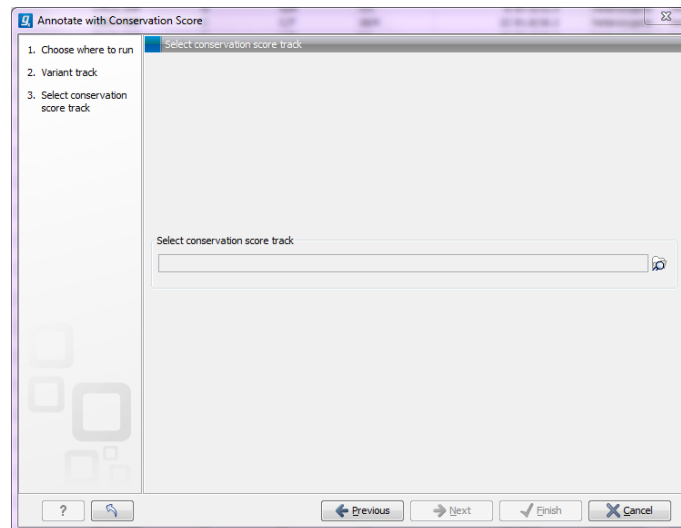 Annotate with Conservation Score
1. Choose where to run
2. Variant track
3. Select conservation
score track
Select conservation score track
Select conservation score track
?
Previous
Next
Finish
Cancel